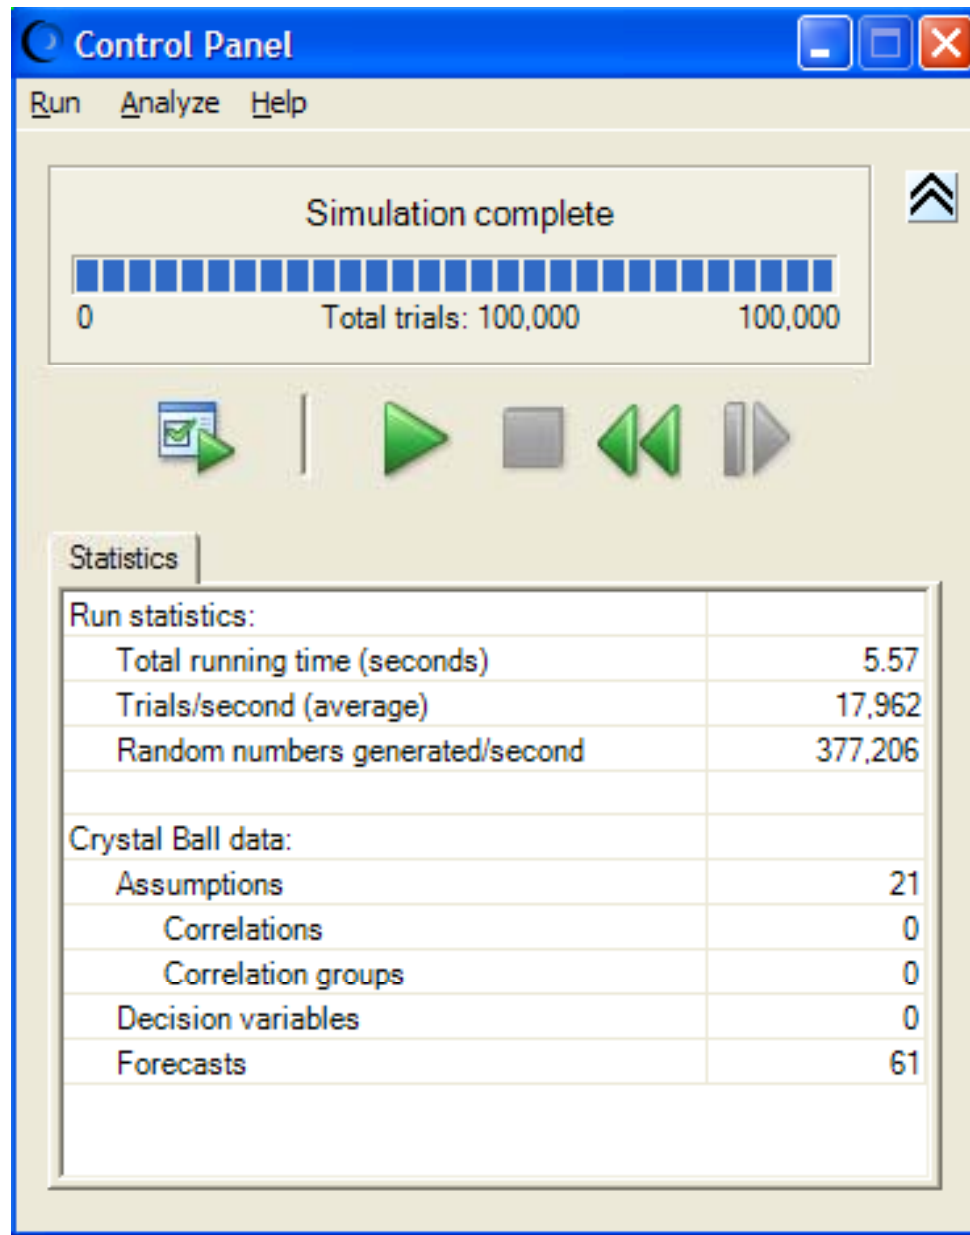 Control Panel
Run Analyze Help
Simulation complete
0 Total trials: 100,000 100,000
Statistics
Run statistics:
Total running time (seconds) 5.57
Trials/second (average) 17,962
Random numbers generated/second 377,206
Crystal Ball data:
Assumptions 21
Correlations 0
Correlation groups 0
Decision variables 0
Forecasts 61